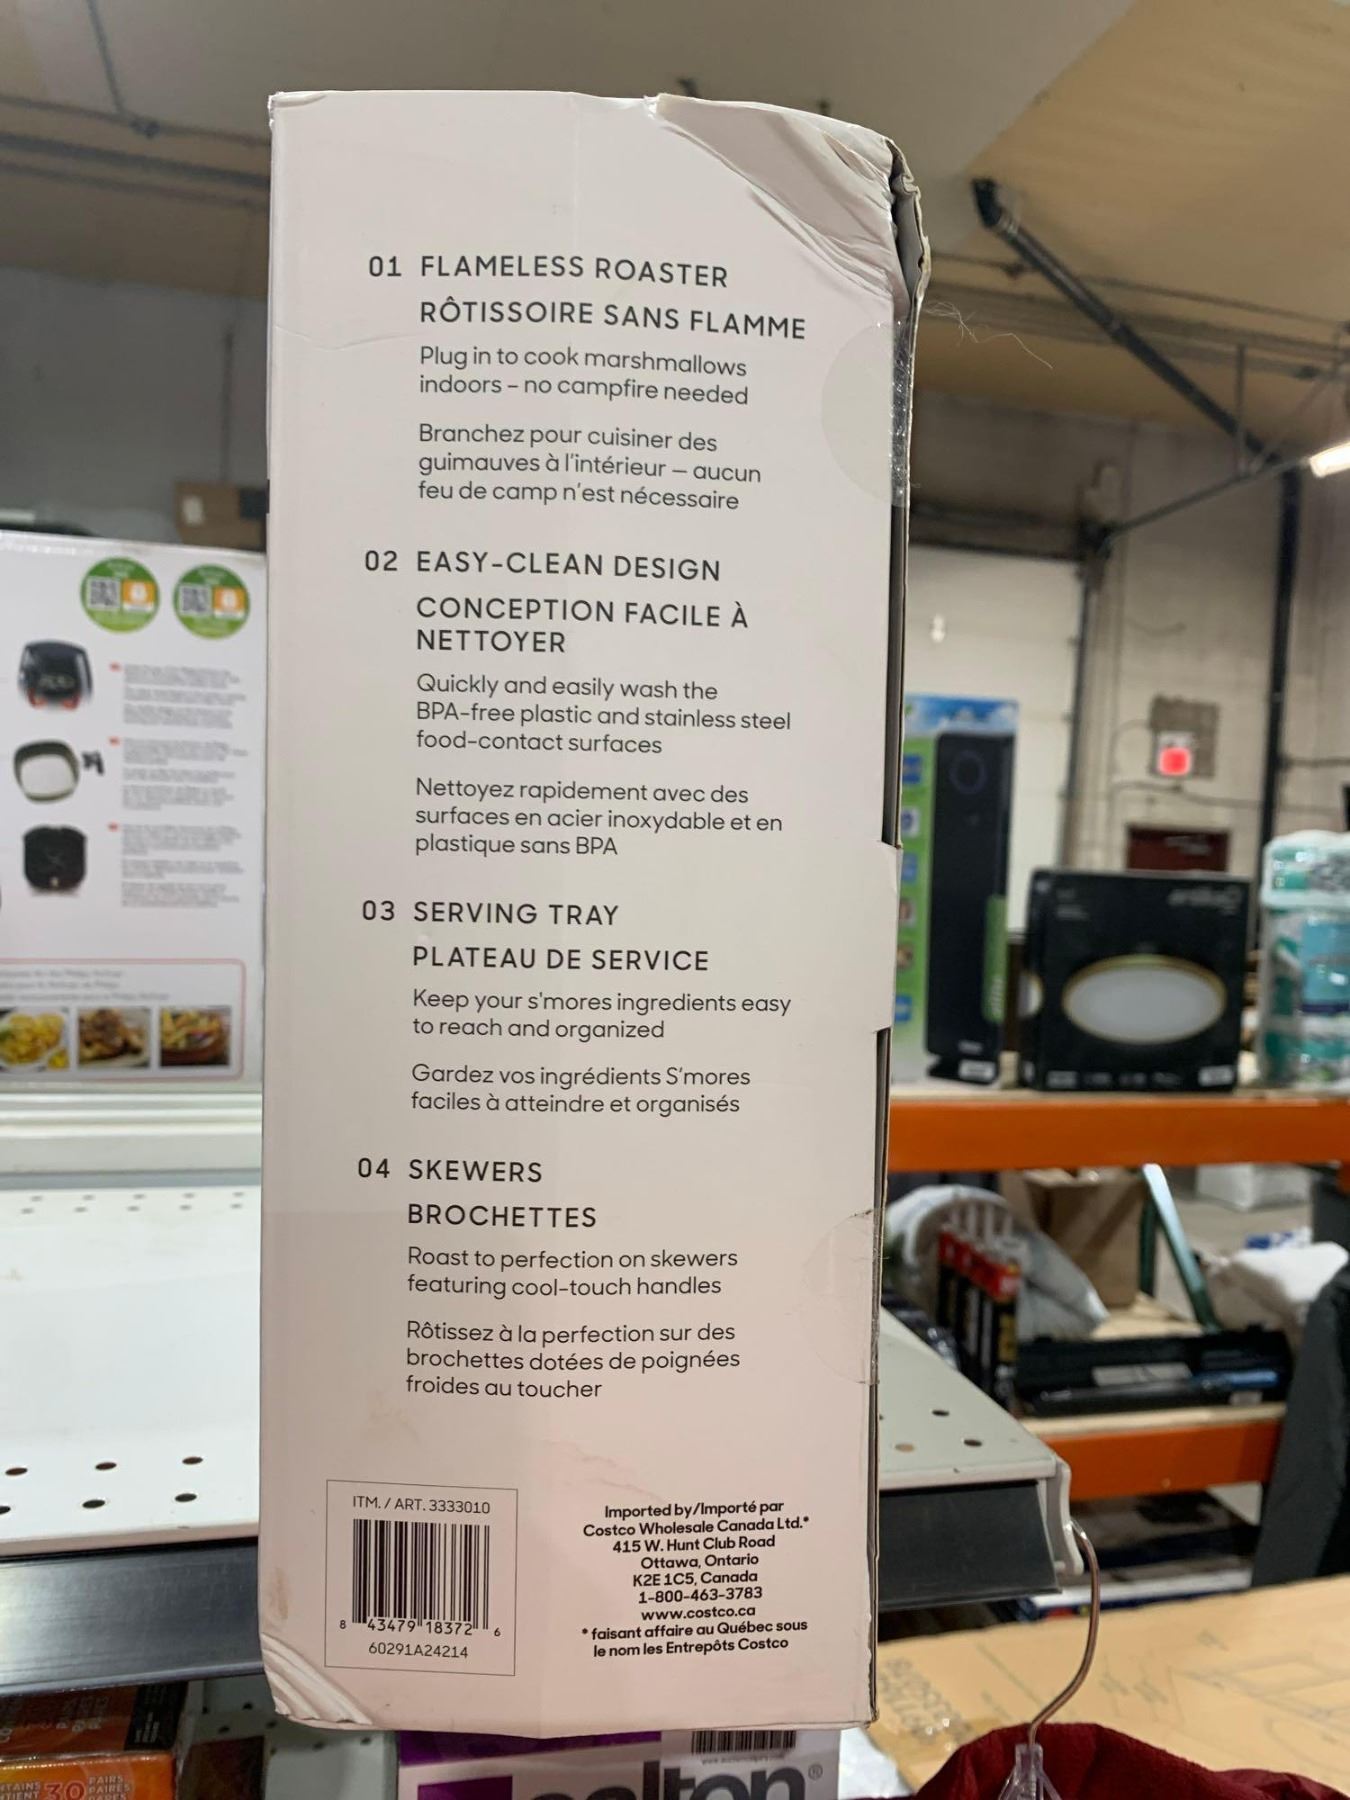 01 FLAMELESS ROASTER
RÔTISSOIRE SANS FLAMME
Plug in to cook marshmallows
indoors – no campfire needed
Branchez pour cuisiner des
guimauves à l'intérieur — aucun
feu de camp n'est nécessaire
02 EASY-CLEAN DESIGN
CONCEPTION FACILE À
NETTOYER
Quickly and easily wash the
BPA-free plastic and stainless steel
food-contact surfaces
Nettoyez rapidement avec des
surfaces en acier inoxydable et en
plastique sans BPA
03 SERVING TRAY
PLATEAU DE SERVICE
Keep your s'mores ingredients easy
to reach and organized
Gardez vos ingrédients S'mores
faciles à atteindre et organisés
04 SKEWERS
BROCHETTES
Roast to perfection on skewers
featuring cool-touch handles
Rôtissez à la perfection sur des
brochettes dotées de poignées
froides au toucher
ITM. / ART. 3333010
8 43479 18372 6
60291A24214
Imported by/Importé par
Costco Wholesale Canada Ltd.*
415 W. Hunt Club Road
Ottawa, Ontario
K2E 1C5, Canada
1-800-463-3783
www.costco.ca
* faisant affaire au Québec sous
le nom les Entrepôts Costco
30 PAIRS
PAIRES